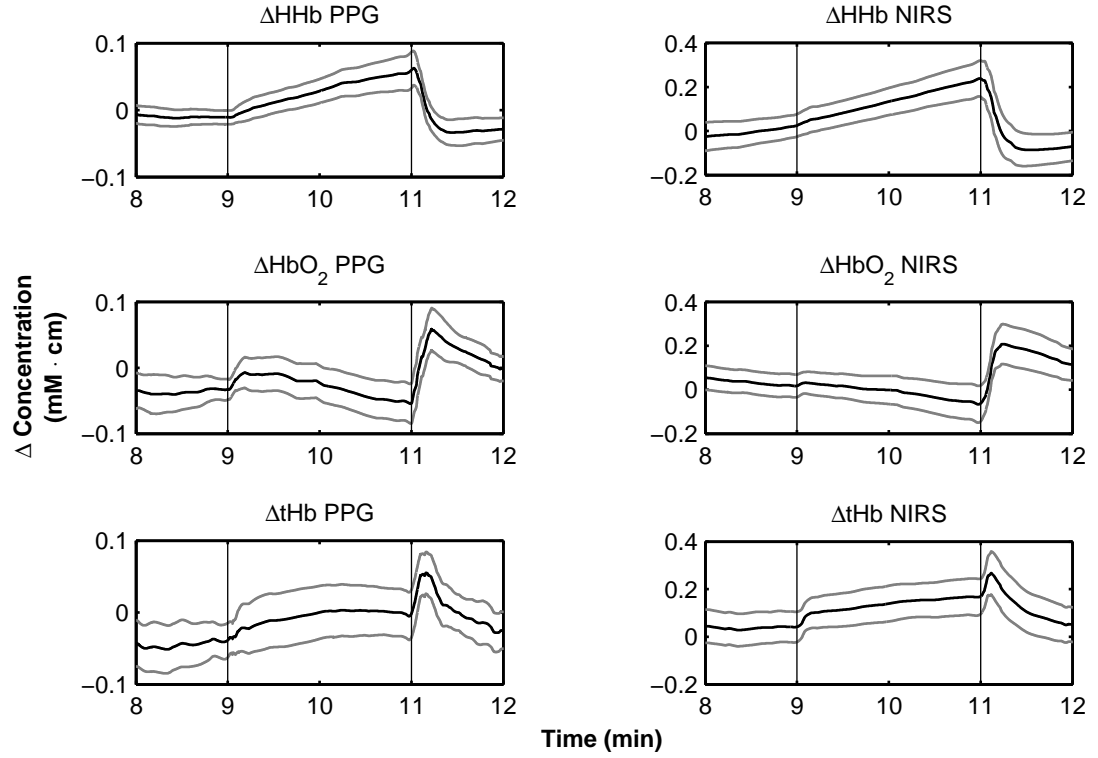 ΔHHb PPG
0.1
0
−0.1
8 9 10 11 12
ΔHHb NIRS
0.4
0.2
0
−0.2
8 9 10 11 12
ΔHbO₂ PPG
0.1
0
−0.1
8 9 10 11 12
ΔHbO₂ NIRS
0.4
0.2
0
−0.2
8 9 10 11 12
ΔtHb PPG
0.1
0
−0.1
8 9 10 11 12
ΔtHb NIRS
0.4
0.2
0
−0.2
8 9 10 11 12
Δ Concentration
(mM · cm)
Time (min)